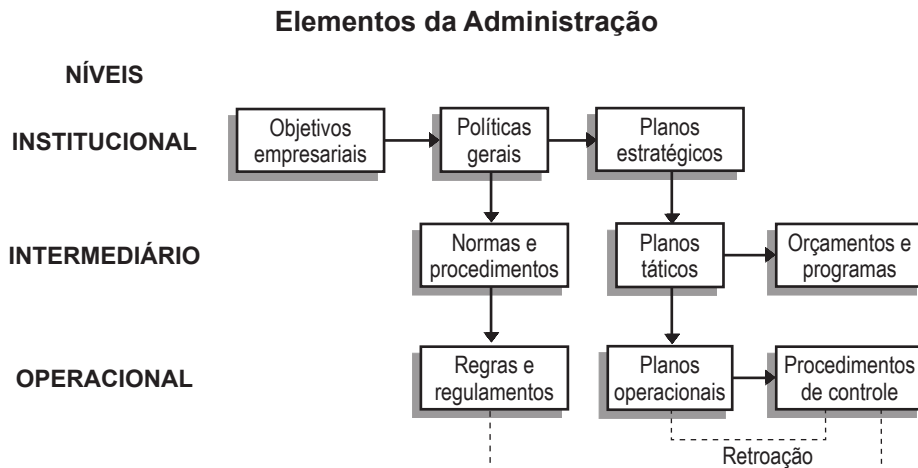 Elementos da Administração
NÍVEIS
INSTITUCIONAL
Objetivos
empresariais
Políticas
gerais
Planos
estratégicos
INTERMEDIÁRIO
Normas e
procedimentos
Planos
táticos
Orçamentos e
programas
OPERACIONAL
Regras e
regulamentos
Planos
operacionais
Procedimentos
de controle
Retroação